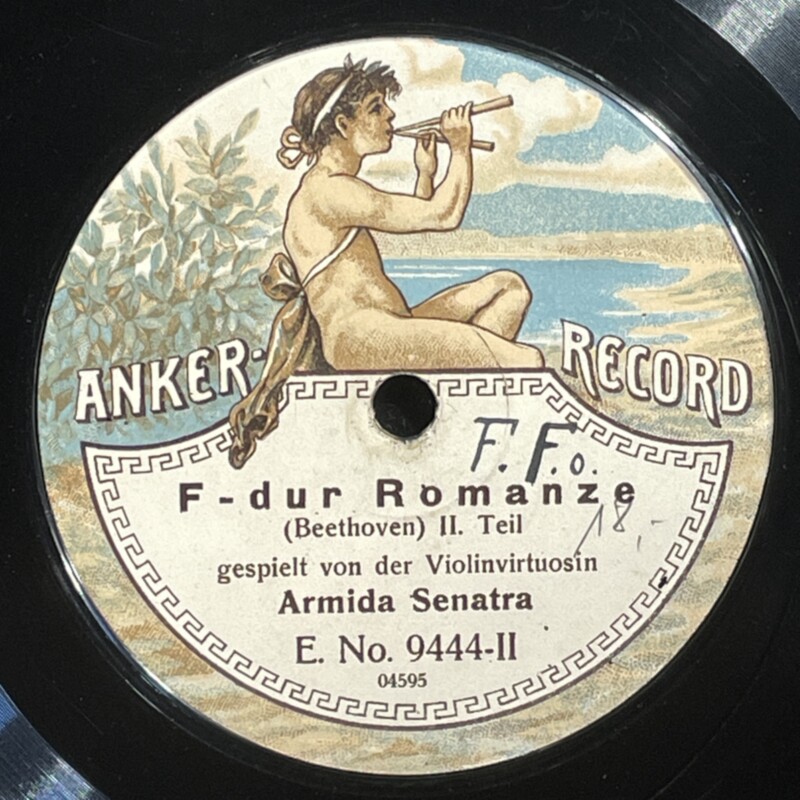 ANKER-RECORD
F. F. o.
F-dur Romanze
(Beethoven) II. Teil
18,-
gespielt von der Violinvirtuosin
Armida Senatra
E. No. 9444-II
04595